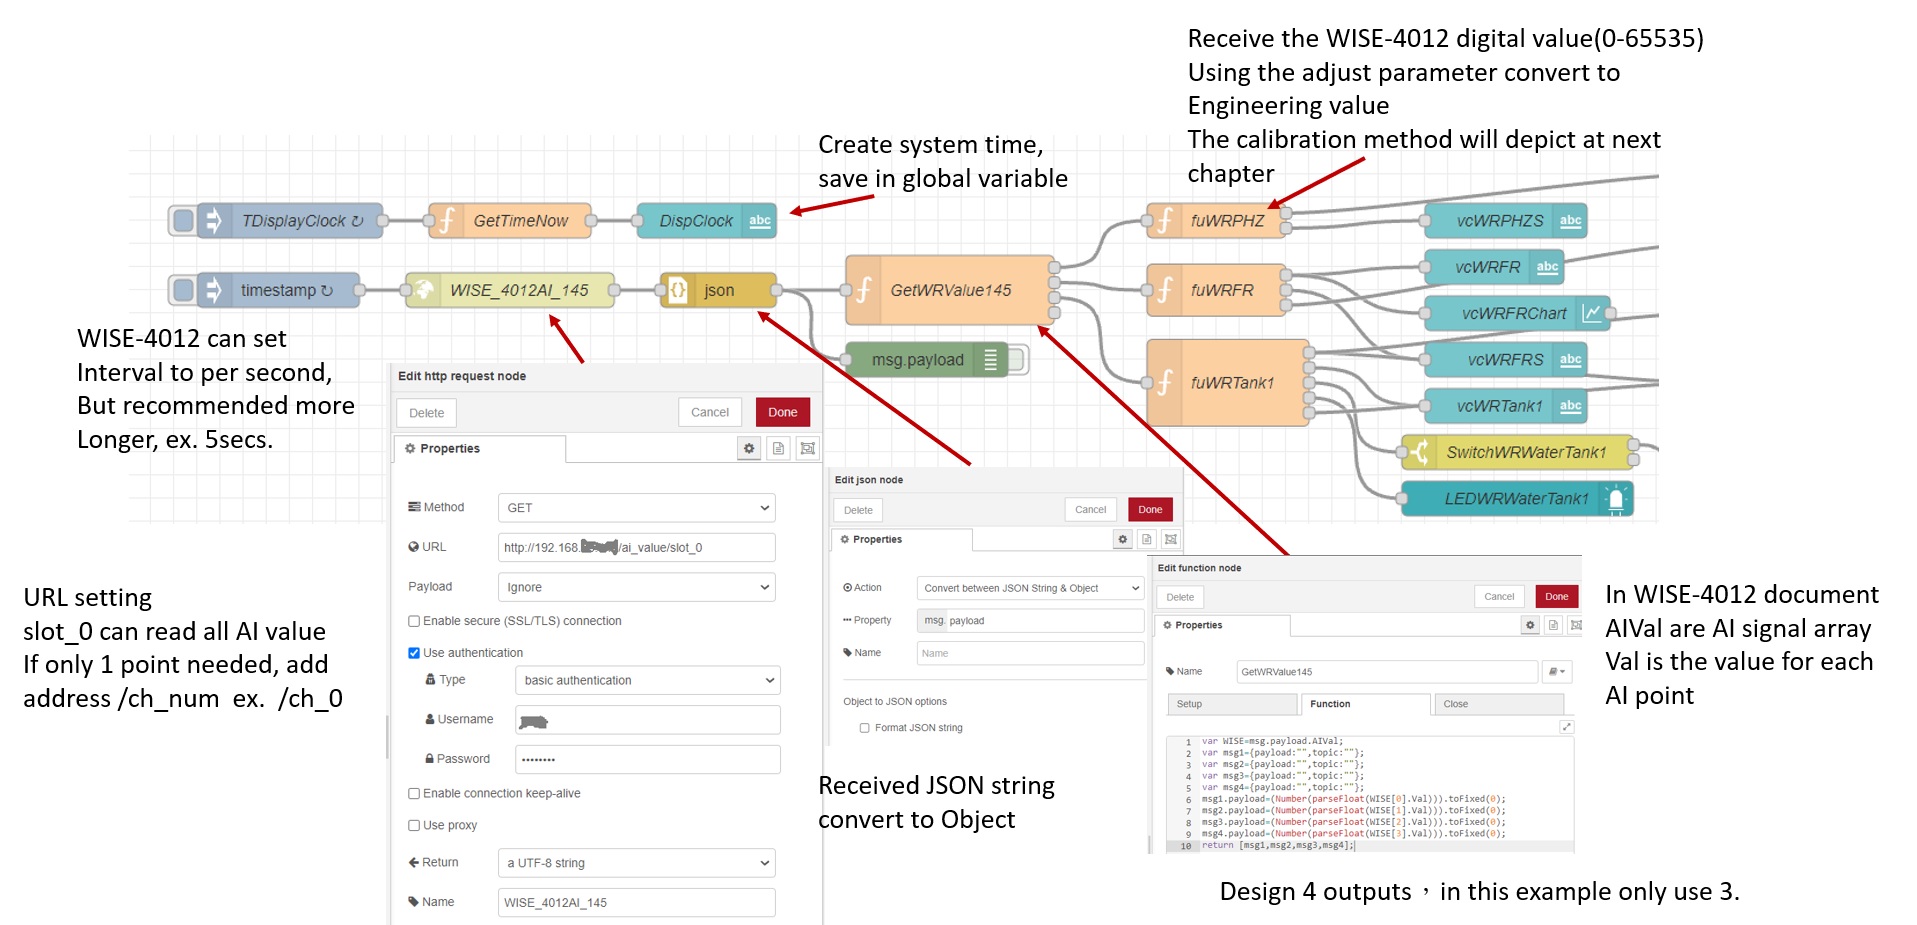 Receive the WISE-4012 digital value(0-65535)
Using the adjust parameter convert to
Engineering value
The calibration method will depict at next
chapter
Create system time,
save in global variable
TDisplayClock ↻
GetTimeNow
DispClock
abc
fuWRPHZ
vcWRPHZS
abc
timestamp ↻
WISE_4012AI_145
json
GetWRValue145
fuWRFR
vcWRFR
abc
vcWRFRChart
msg.payload
fuWRTank1
vcWRFRS
abc
vcWRTank1
abc
SwitchWRWaterTank1
LEDWRWaterTank1
WISE-4012 can set
Interval to per second,
But recommended more
Longer, ex. 5secs.
Edit http request node
Delete
Cancel
Done
Properties
Method
GET
URL
http://192.168.
/ai_value/slot_0
Payload
Ignore
Enable secure (SSL/TLS) connection
Use authentication
Type
basic authentication
Username
Password
••••••••
Enable connection keep-alive
Use proxy
Return
a UTF-8 string
Name
WISE_4012AI_145
URL setting
slot_0 can read all AI value
If only 1 point needed, add
address /ch_num  ex.  /ch_0
Edit json node
Delete
Cancel
Done
Properties
Action
Convert between JSON String & Object
Property
msg. payload
Name
Name
Object to JSON options
Format JSON string
Received JSON string
convert to Object
Edit function node
Delete
Cancel
Done
Properties
Name
GetWRValue145
Setup
Function
Close
1 var WISE=msg.payload.AIVal;
2 var msg1={payload:"",topic:""};
3 var msg2={payload:"",topic:""};
4 var msg3={payload:"",topic:""};
5 var msg4={payload:"",topic:""};
6 msg1.payload=(Number(parseFloat(WISE[0].Val))).toFixed(0);
7 msg2.payload=(Number(parseFloat(WISE[1].Val))).toFixed(0);
8 msg3.payload=(Number(parseFloat(WISE[2].Val))).toFixed(0);
9 msg4.payload=(Number(parseFloat(WISE[3].Val))).toFixed(0);
10 return [msg1,msg2,msg3,msg4];
In WISE-4012 document
AIVal are AI signal array
Val is the value for each
AI point
Design 4 outputs，in this example only use 3.